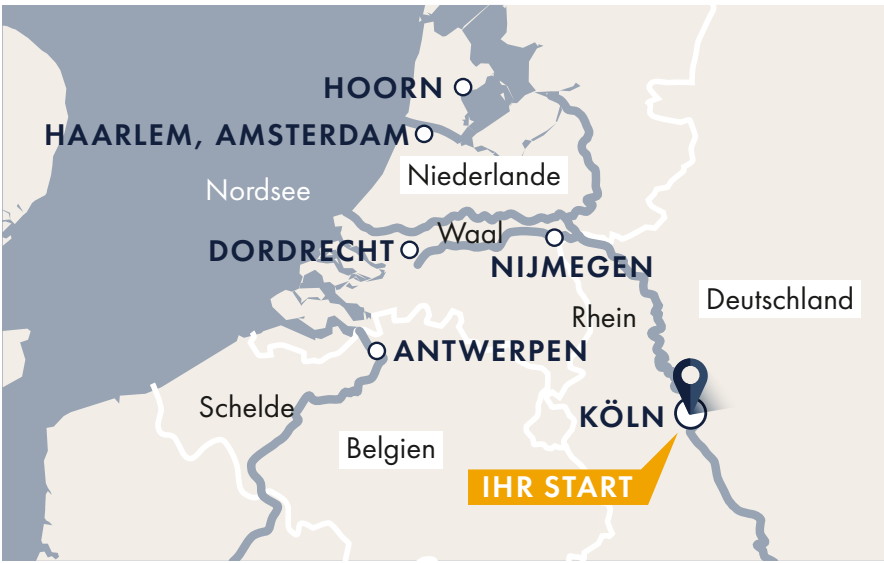 HOORN
HAARLEM, AMSTERDAM
Niederlande
Nordsee
Waal
DORDRECHT
NIJMEGEN
Deutschland
Rhein
ANTWERPEN
Schelde
KÖLN
Belgien
IHR START